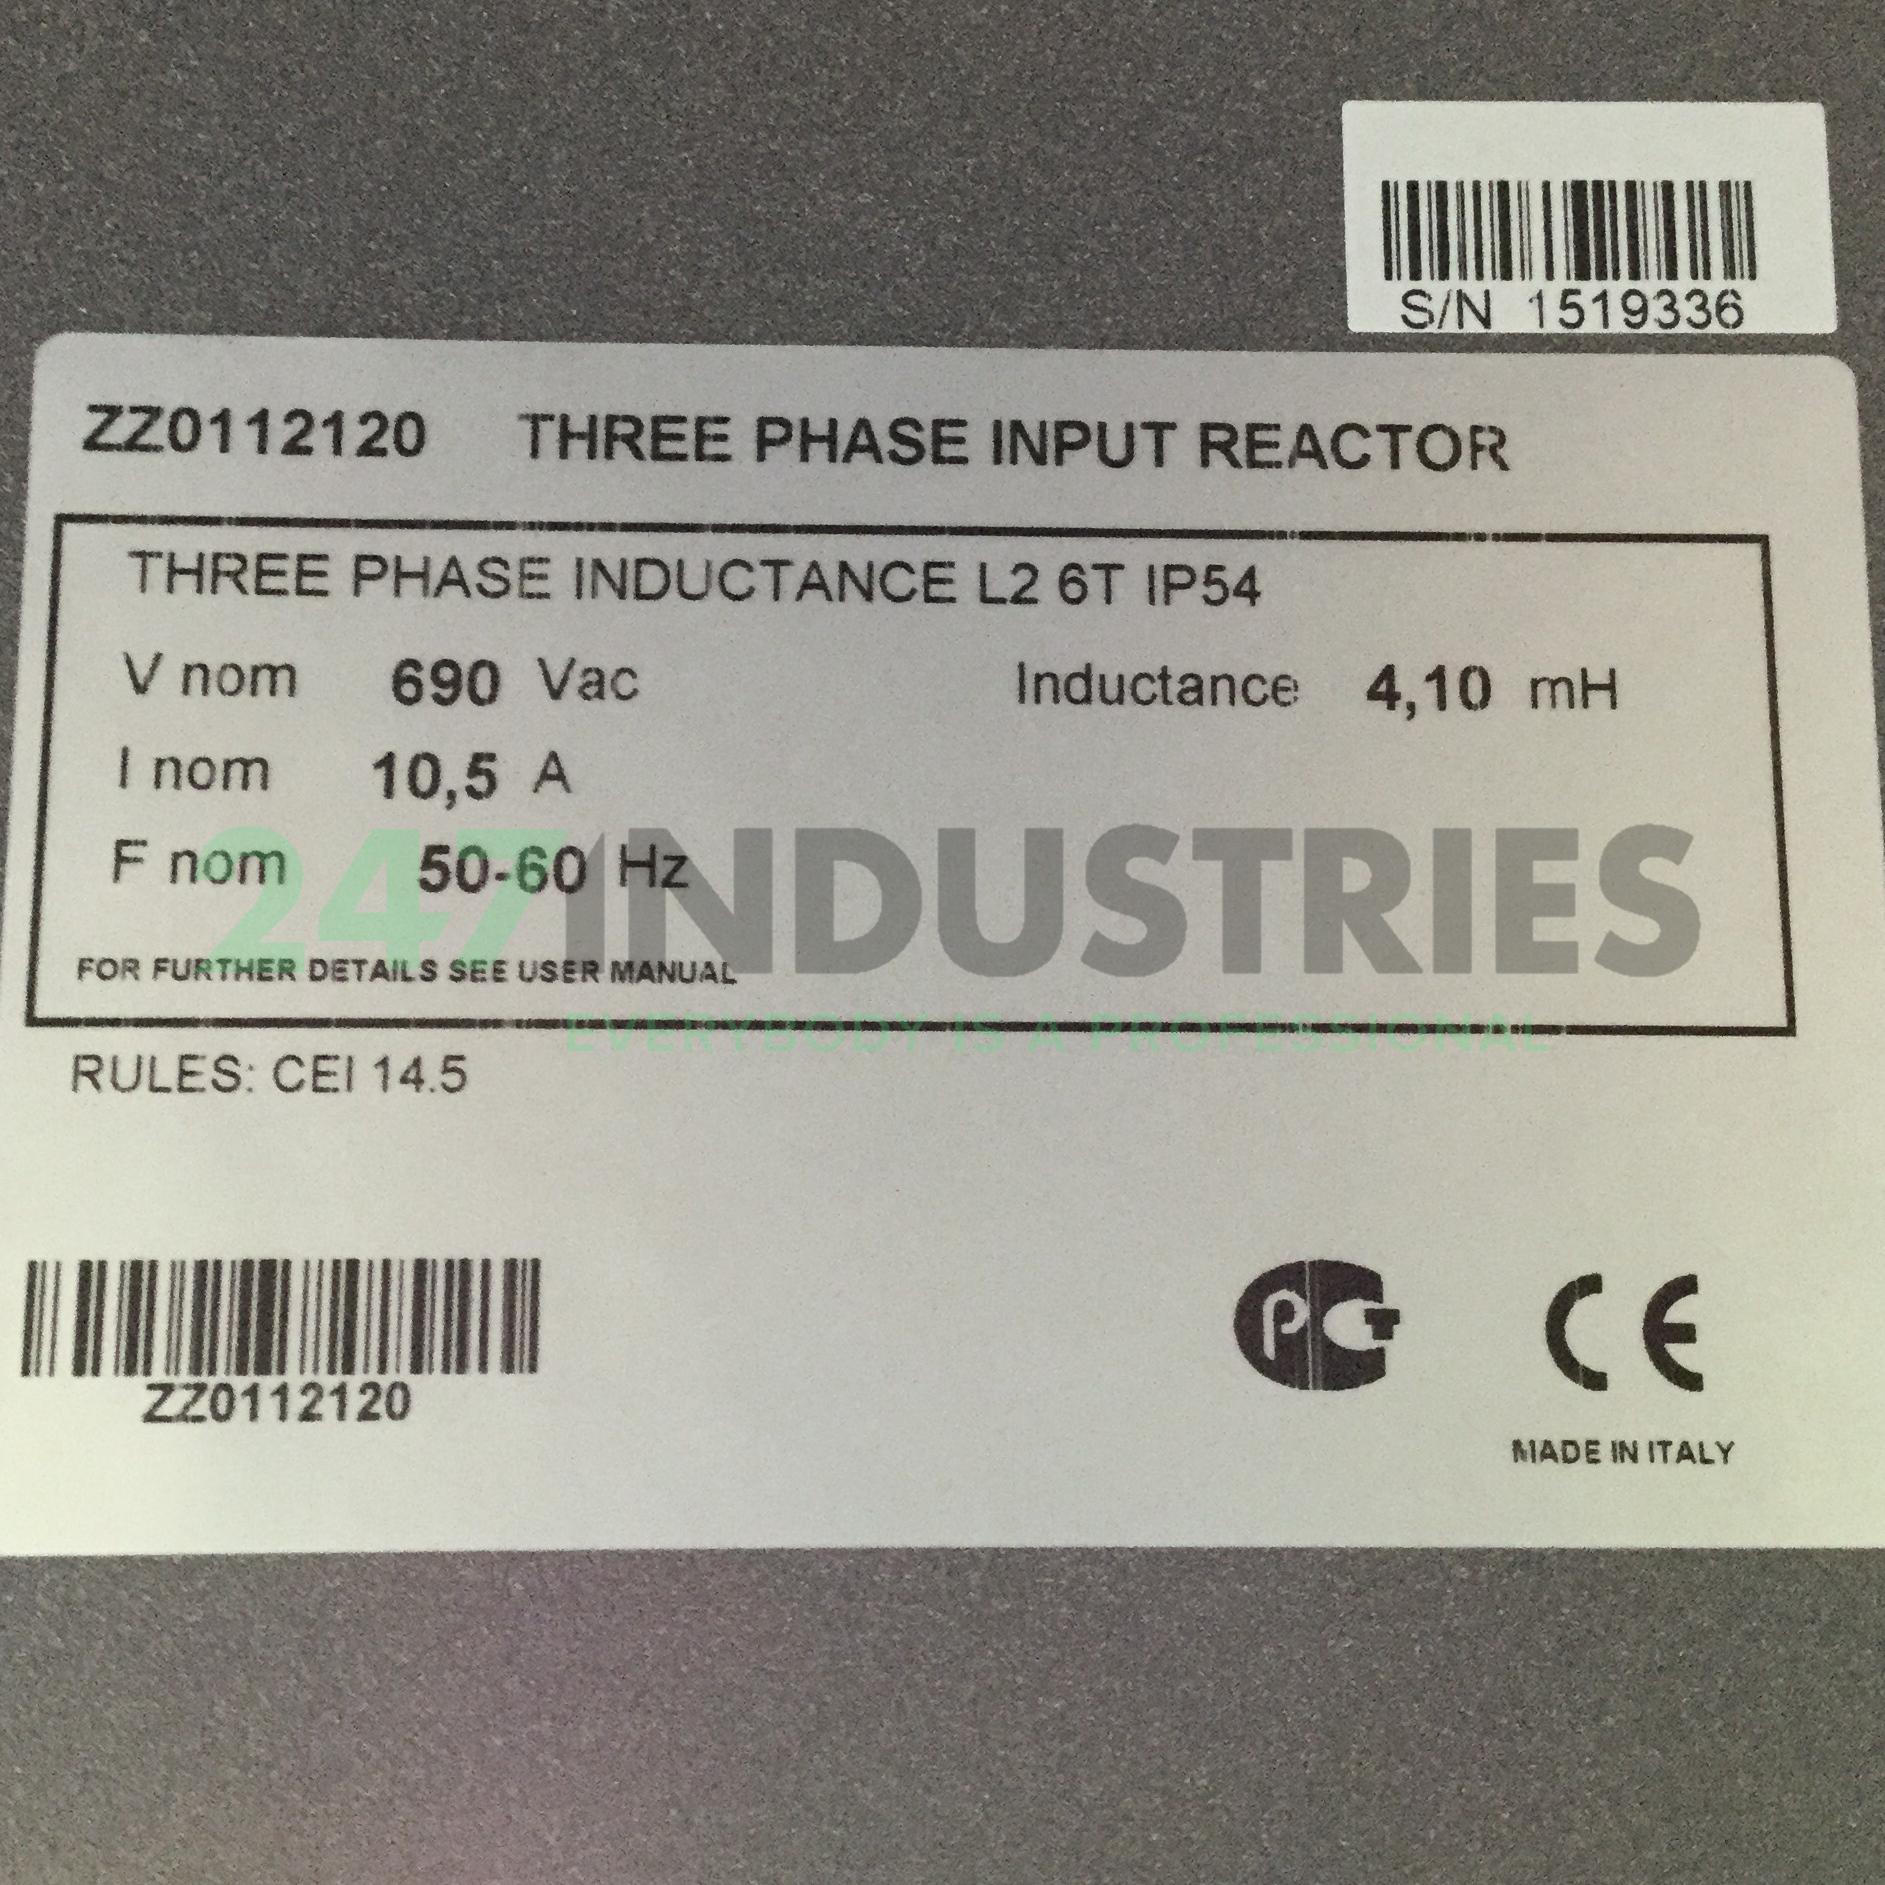 S/N 1519336
ZZ0112120 THREE PHASE INPUT REACTOR
THREE PHASE INDUCTANCE L2 6T IP54
V nom 690 Vac Inductance 4,10 mH
I nom 10,5 A
F nom 50-60 Hz
247INDUSTRIES
FOR FURTHER DETAILS SEE USER MANUAL
EVERYBODY IS A PROFESSIONAL
RULES: CEI 14.5
ZZ0112120
PCT CE
MADE IN ITALY